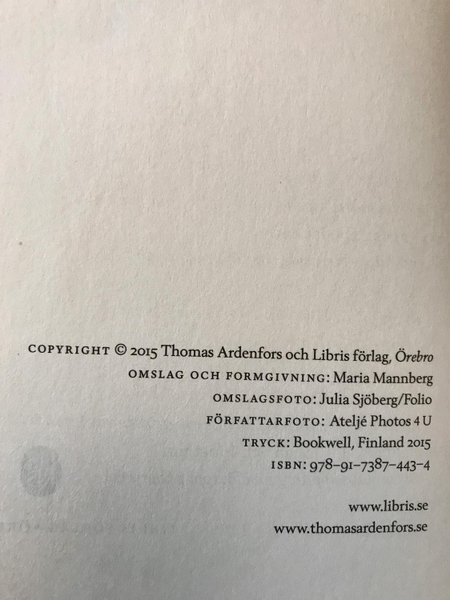 COPYRIGHT © 2015 Thomas Ardenfors och Libris förlag, Örebro
OMSLAG OCH FORMGIVNING: Maria Mannberg
OMSLAGSFOTO: Julia Sjöberg/Folio
FÖRFATTARFOTO: Ateljé Photos 4 U
TRYCK: Bookwell, Finland 2015
ISBN: 978-91-7387-443-4
www.libris.se
www.thomasardenfors.se